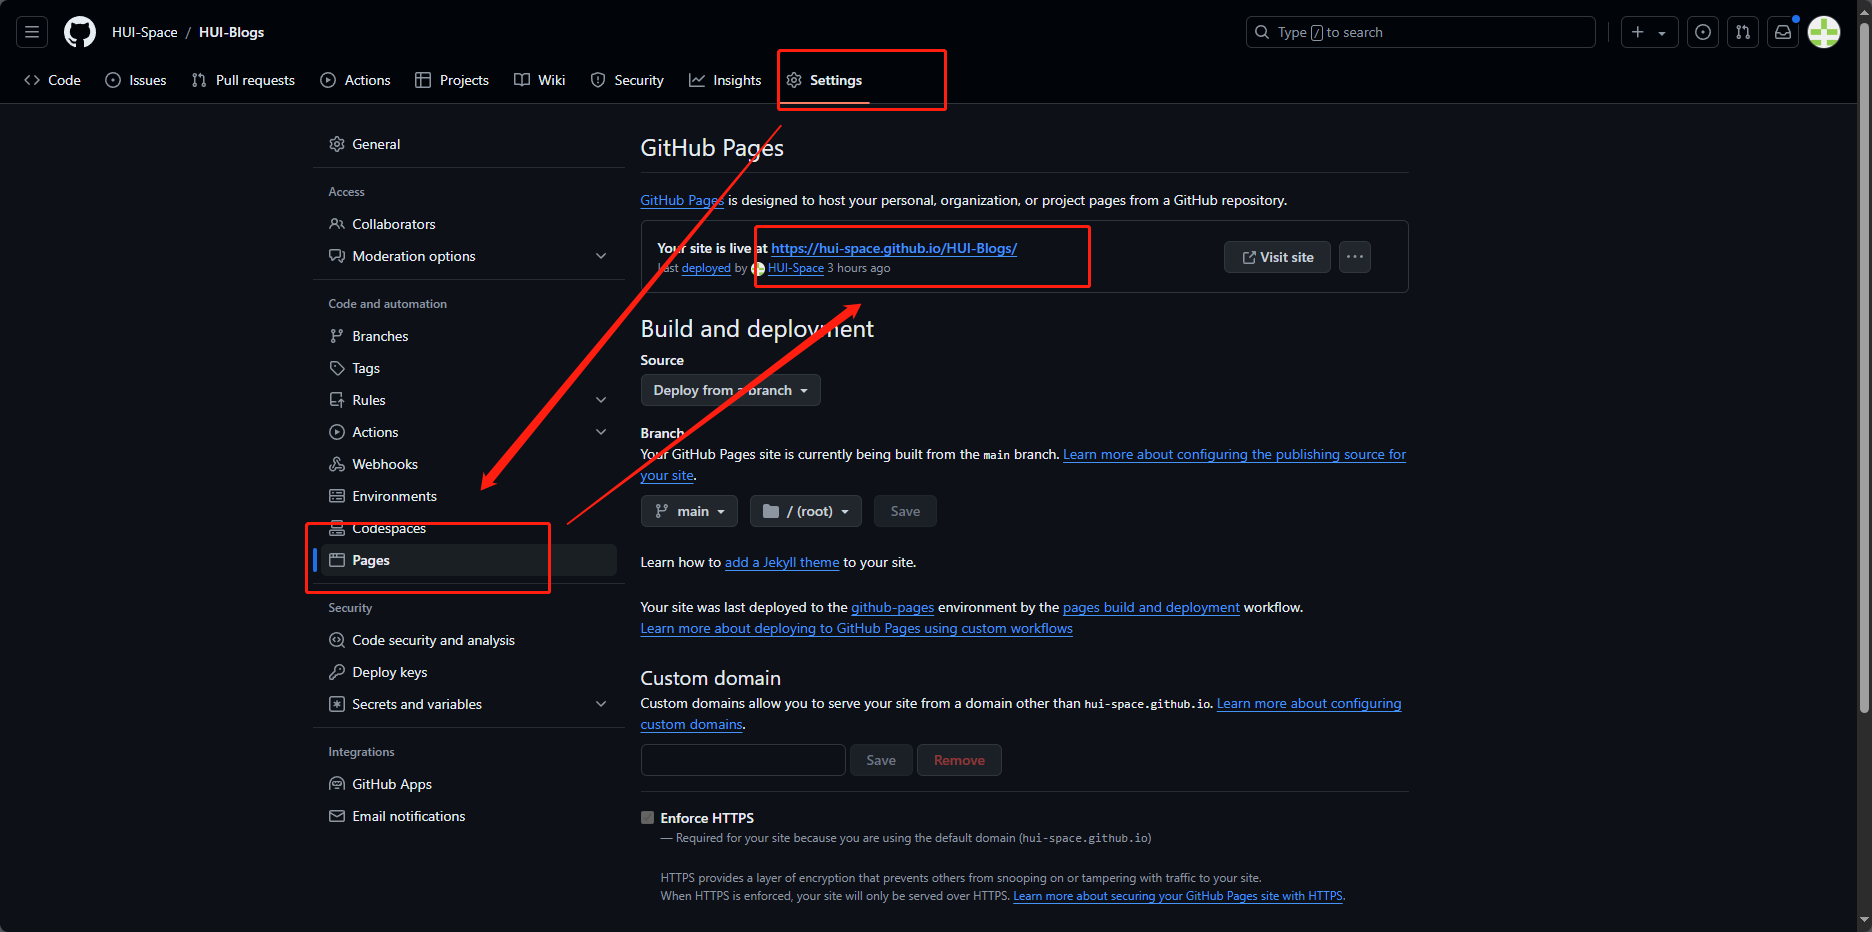 HUI-Space / HUI-Blogs
Type / to search
Code
Issues
Pull requests
Actions
Projects
Wiki
Security
Insights
Settings
General
Access
Collaborators
Moderation options
Code and automation
Branches
Tags
Rules
Actions
Webhooks
Environments
Codespaces
Pages
Security
Code security and analysis
Deploy keys
Secrets and variables
Integrations
GitHub Apps
Email notifications
GitHub Pages
GitHub Pages is designed to host your personal, organization, or project pages from a GitHub repository.
Your site is live at https://hui-space.github.io/HUI-Blogs/
Last deployed by HUI-Space 3 hours ago
Visit site
Build and deployment
Source
Deploy from a branch
Branch
Your GitHub Pages site is currently being built from the main branch. Learn more about configuring the publishing source for
your site.
main
/ (root)
Save
Learn how to add a Jekyll theme to your site.
Your site was last deployed to the github-pages environment by the pages build and deployment workflow.
Learn more about deploying to GitHub Pages using custom workflows
Custom domain
Custom domains allow you to serve your site from a domain other than hui-space.github.io. Learn more about configuring
custom domains.
Save
Remove
Enforce HTTPS
— Required for your site because you are using the default domain (hui-space.github.io)
HTTPS provides a layer of encryption that prevents others from snooping on or tampering with traffic to your site.
When HTTPS is enforced, your site will only be served over HTTPS. Learn more about securing your GitHub Pages site with HTTPS.